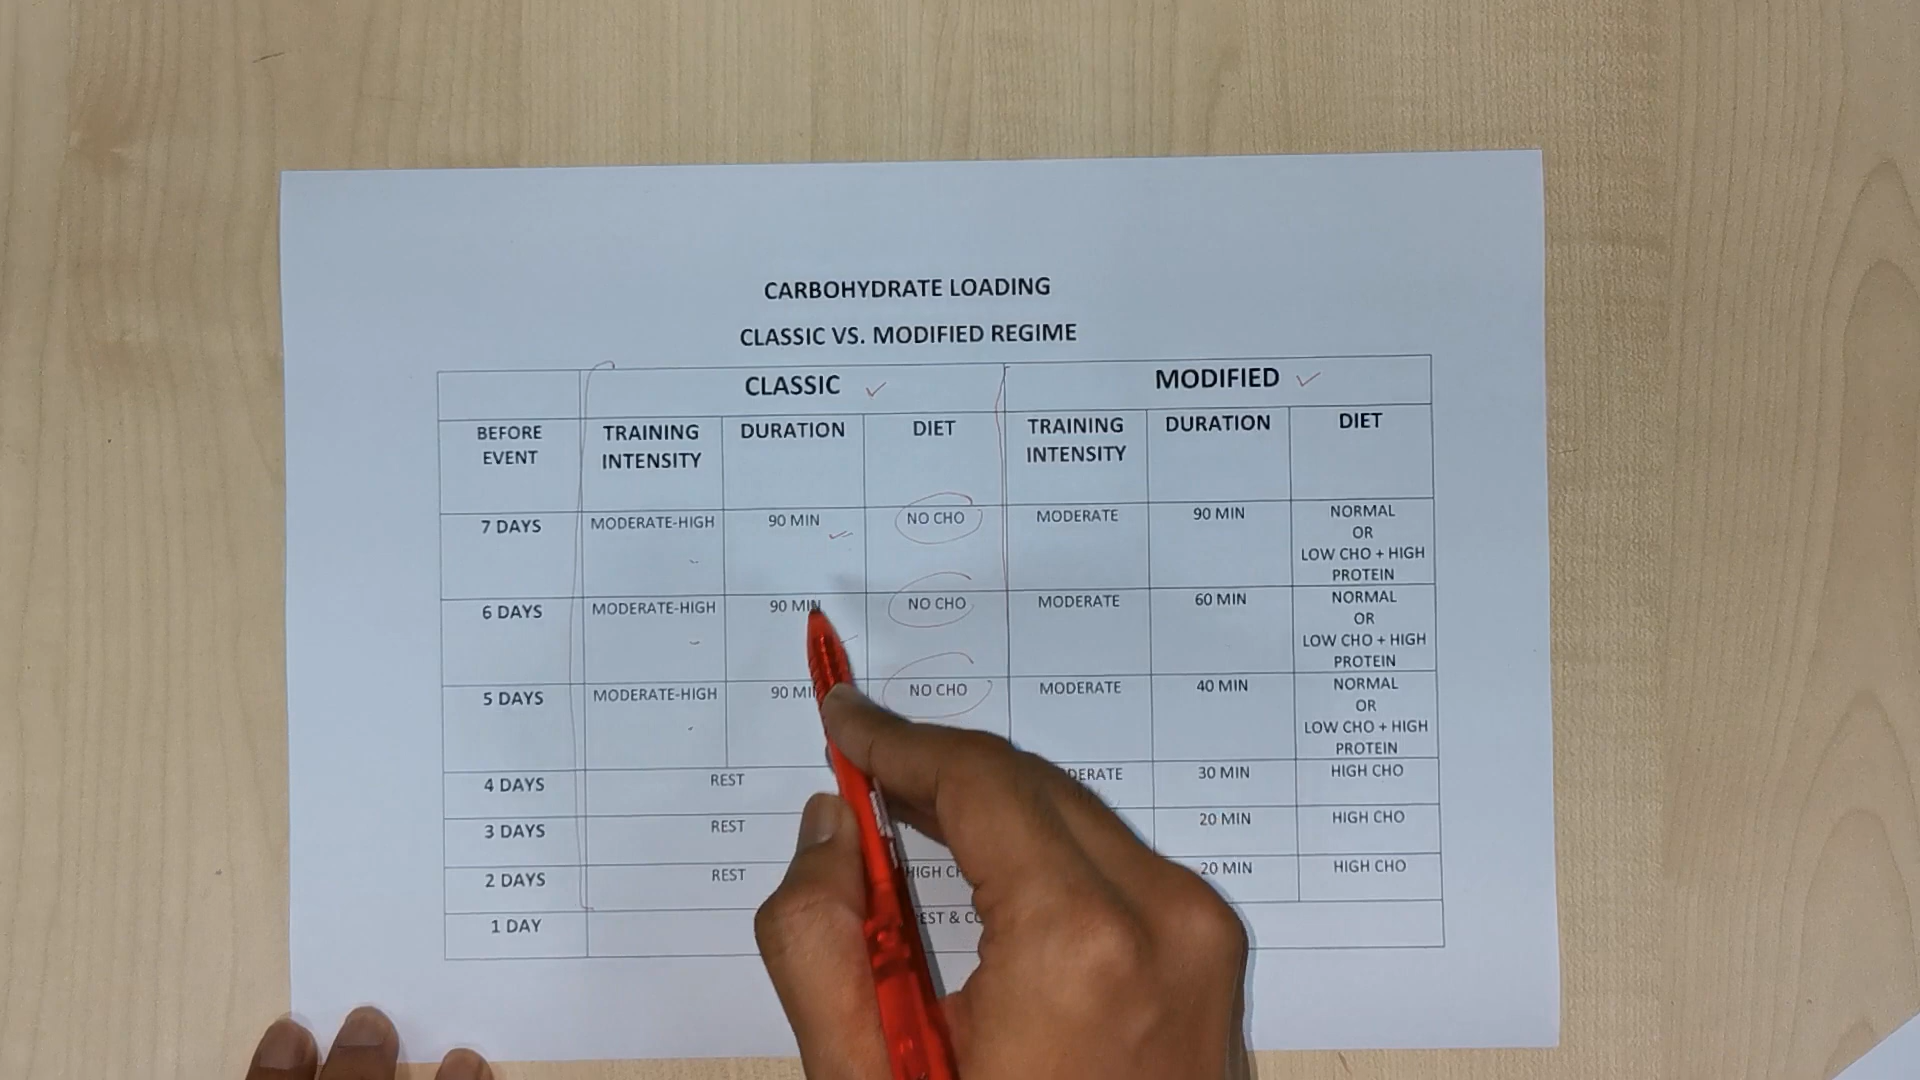 CARBOHYDRATE LOADING
CLASSIC VS. MODIFIED REGIME
CLASSIC MODIFIED
BEFORE EVENT TRAINING INTENSITY DURATION DIET TRAINING INTENSITY DURATION DIET
7 DAYS MODERATE-HIGH 90 MIN NO CHO MODERATE 90 MIN NORMAL OR LOW CHO + HIGH PROTEIN
6 DAYS MODERATE-HIGH 90 MIN NO CHO MODERATE 60 MIN NORMAL OR LOW CHO + HIGH PROTEIN
5 DAYS MODERATE-HIGH 90 MIN NO CHO MODERATE 40 MIN NORMAL OR LOW CHO + HIGH PROTEIN
4 DAYS REST 30 MIN HIGH CHO
3 DAYS REST 20 MIN HIGH CHO
2 DAYS REST HIGH 20 MIN HIGH CHO
1 DAY &